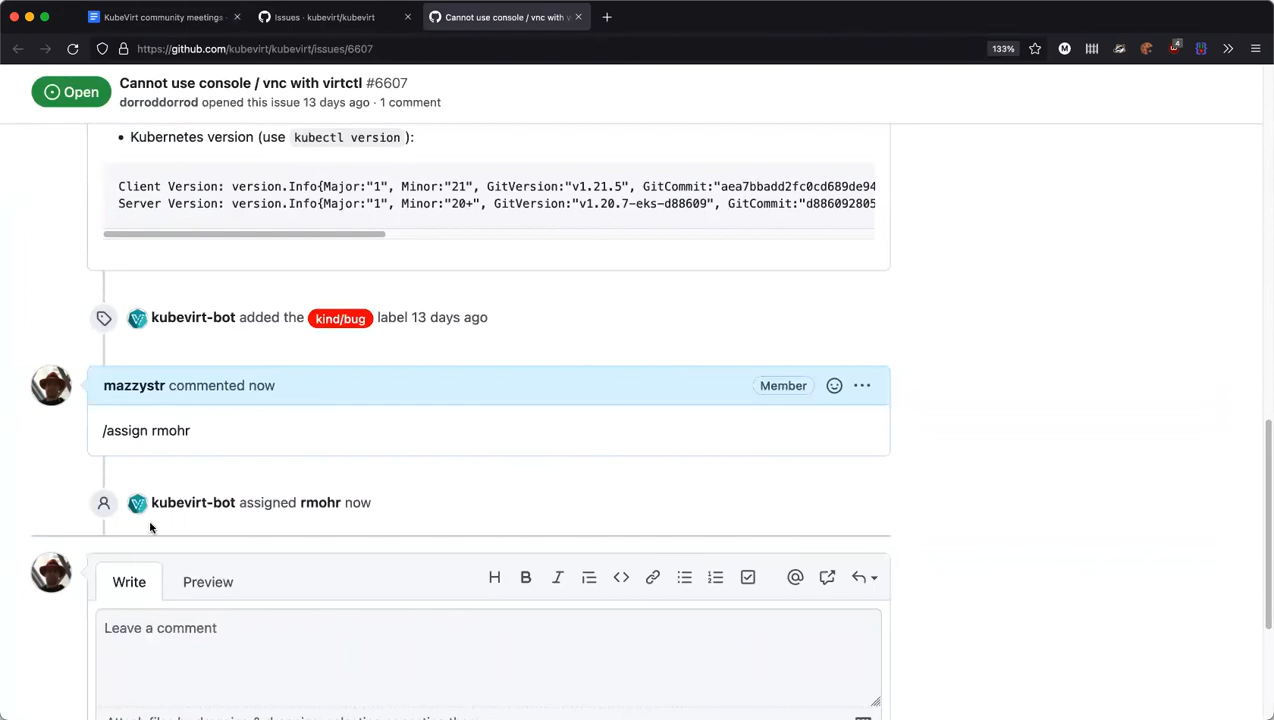 KubeVirt community meetings
Issues · kubevirt/kubevirt
Cannot use console / vnc with v
https://github.com/kubevirt/kubevirt/issues/6607
133%
M
4
Open
Cannot use console / vnc with virtctl #6607
dorroddorrod opened this issue 13 days ago · 1 comment
• Kubernetes version (use kubectl version):
Client Version: version.Info{Major:"1", Minor:"21", GitVersion:"v1.21.5", GitCommit:"aea7bbadd2fc0cd689de94
Server Version: version.Info{Major:"1", Minor:"20+", GitVersion:"v1.20.7-eks-d88609", GitCommit:"d886092805
kubevirt-bot added the kind/bug label 13 days ago
mazzystr commented now
Member
/assign rmohr
kubevirt-bot assigned rmohr now
Write
Preview
Leave a comment